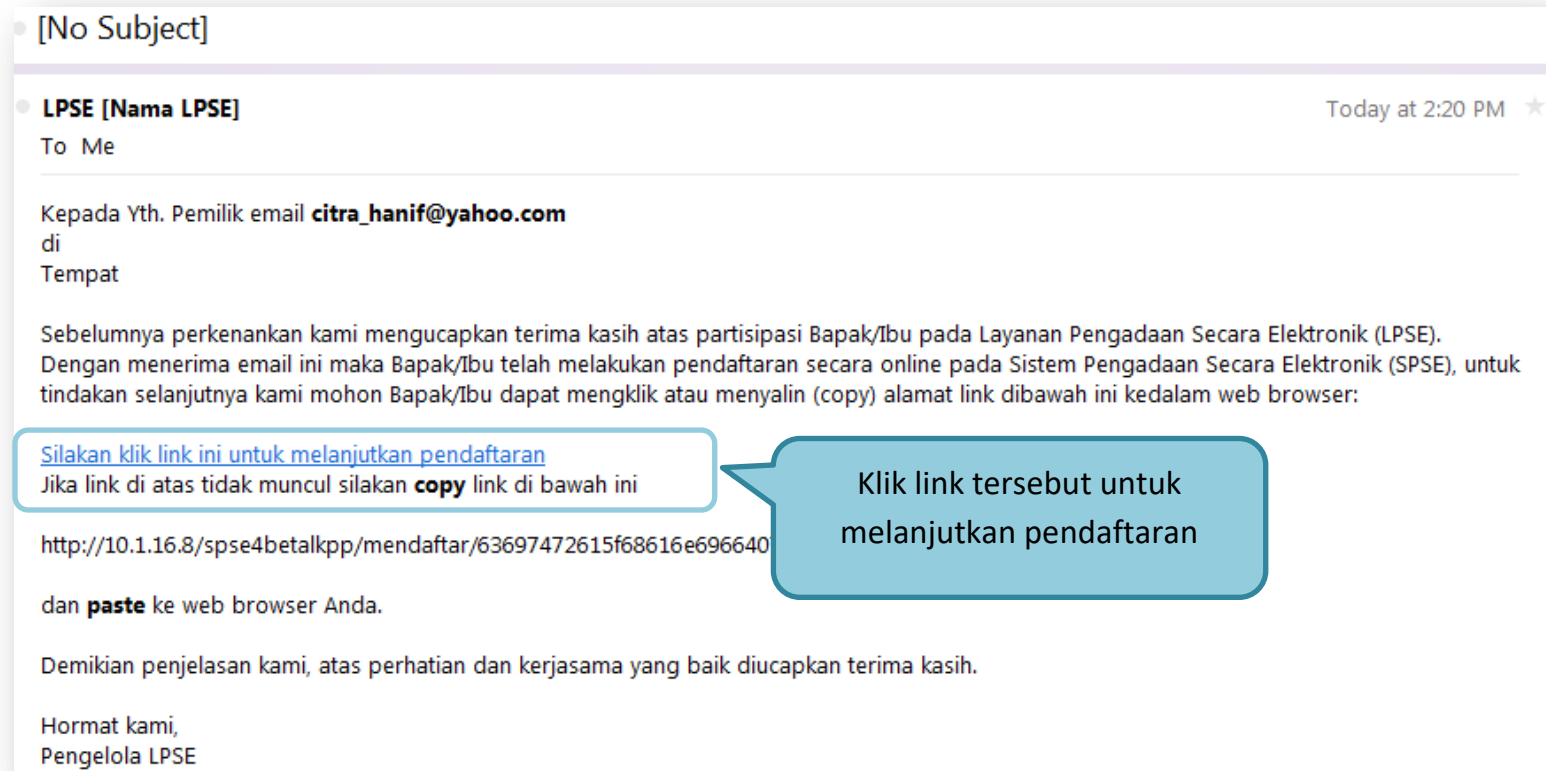 [No Subject]
LPSE [Nama LPSE]
Today at 2:20 PM
To Me
Kepada Yth. Pemilik email citra_hanif@yahoo.com
di
Tempat
Sebelumnya perkenankan kami mengucapkan terima kasih atas partisipasi Bapak/Ibu pada Layanan Pengadaan Secara Elektronik (LPSE).
Dengan menerima email ini maka Bapak/Ibu telah melakukan pendaftaran secara online pada Sistem Pengadaan Secara Elektronik (SPSE), untuk
tindakan selanjutnya kami mohon Bapak/Ibu dapat mengklik atau menyalin (copy) alamat link dibawah ini kedalam web browser:
Silakan klik link ini untuk melanjutkan pendaftaran
Jika link di atas tidak muncul silakan copy link di bawah ini
Klik link tersebut untuk
melanjutkan pendaftaran
http://10.1.16.8/spse4betalkpp/mendaftar/63697472615f68616e696640
dan paste ke web browser Anda.
Demikian penjelasan kami, atas perhatian dan kerjasama yang baik diucapkan terima kasih.
Hormat kami,
Pengelola LPSE